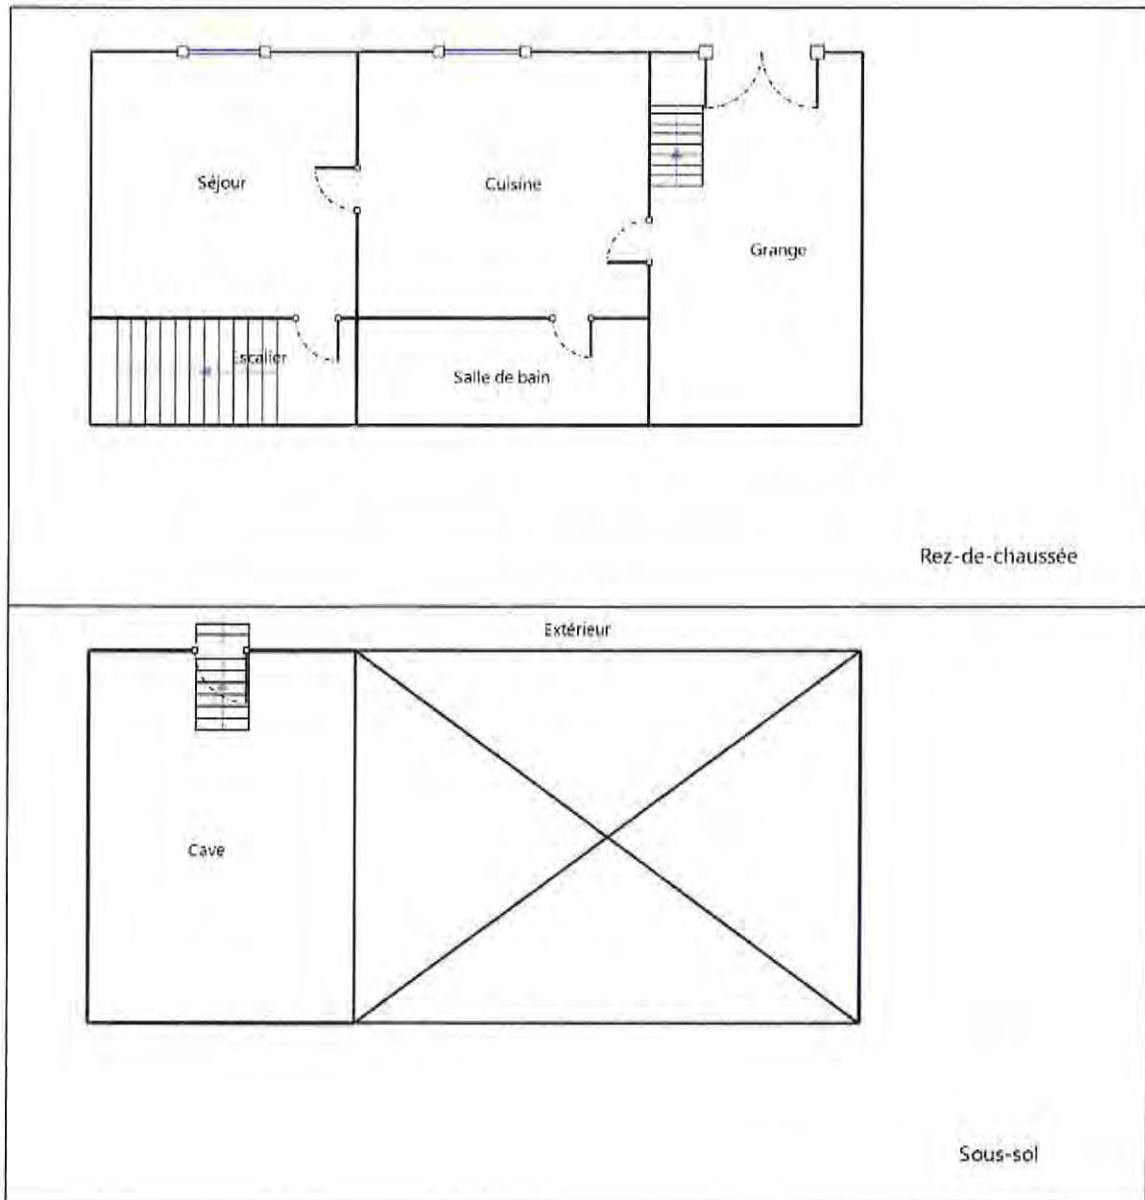 Séjour
Cuisine
Grange
Escalier
Salle de bain
Rez-de-chaussée
Extérieur
Cave
Sous-sol